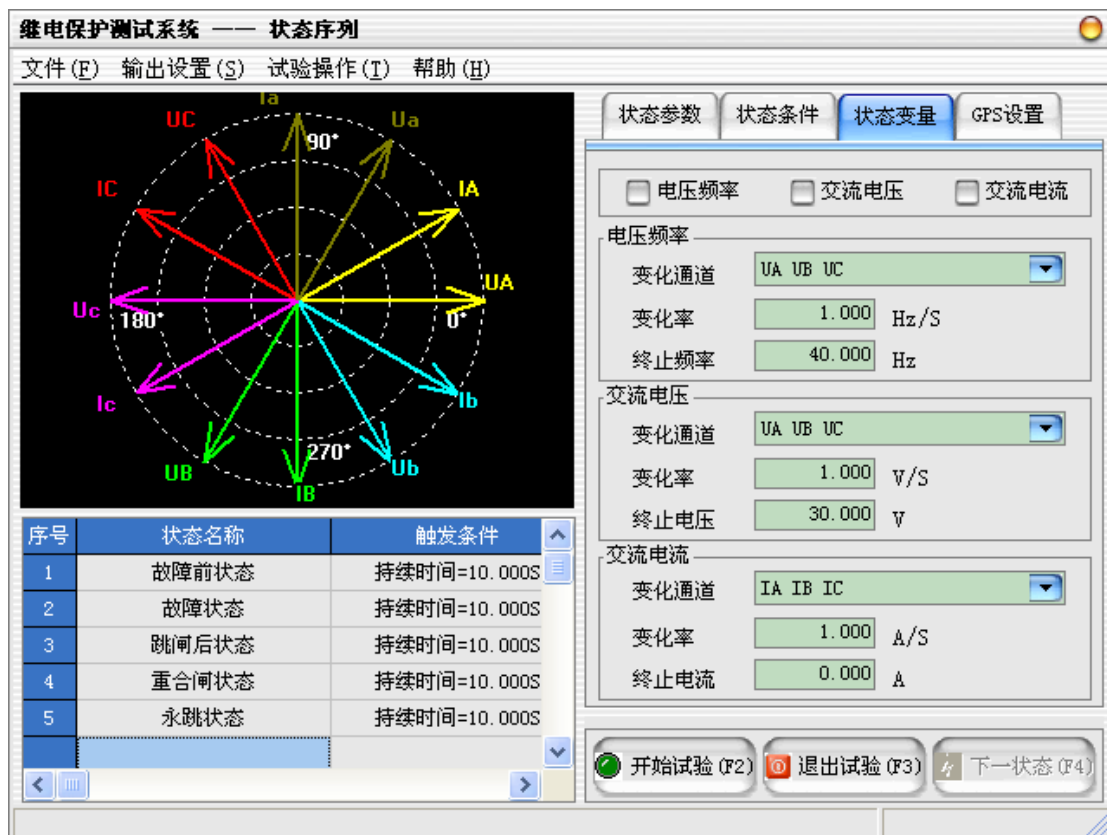 继电保护测试系统 —— 状态序列
文件(F) 输出设置(S) 试验操作(T) 帮助(H)
Ia
UC
90°
Ua
IC
IA
UA
Uc
180°
0°
Ic
Ib
UB
270°
Ub
IB
序号 状态名称 触发条件
1 故障前状态 持续时间=10.000S
2 故障状态 持续时间=10.000S
3 跳闸后状态 持续时间=10.000S
4 重合闸状态 持续时间=10.000S
5 永跳状态 持续时间=10.000S
状态参数 状态条件 状态变量 GPS设置
电压频率 交流电压 交流电流
电压频率
变化通道 UA UB UC
变化率 1.000 Hz/S
终止频率 40.000 Hz
交流电压
变化通道 UA UB UC
变化率 1.000 V/S
终止电压 30.000 V
交流电流
变化通道 IA IB IC
变化率 1.000 A/S
终止电流 0.000 A
开始试验(F2) 退出试验(F3) 下一状态(F4)